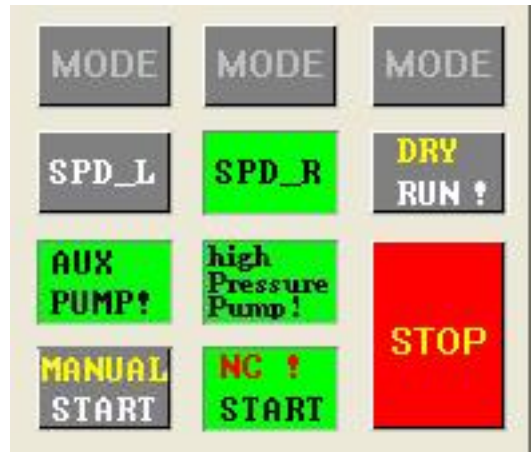 MODE MODE MODE
SPD_L SPD_R DRY
RUN !
AUX
PUMP!
high
Pressure
Pump!
STOP
MANUAL
START
NC !
START